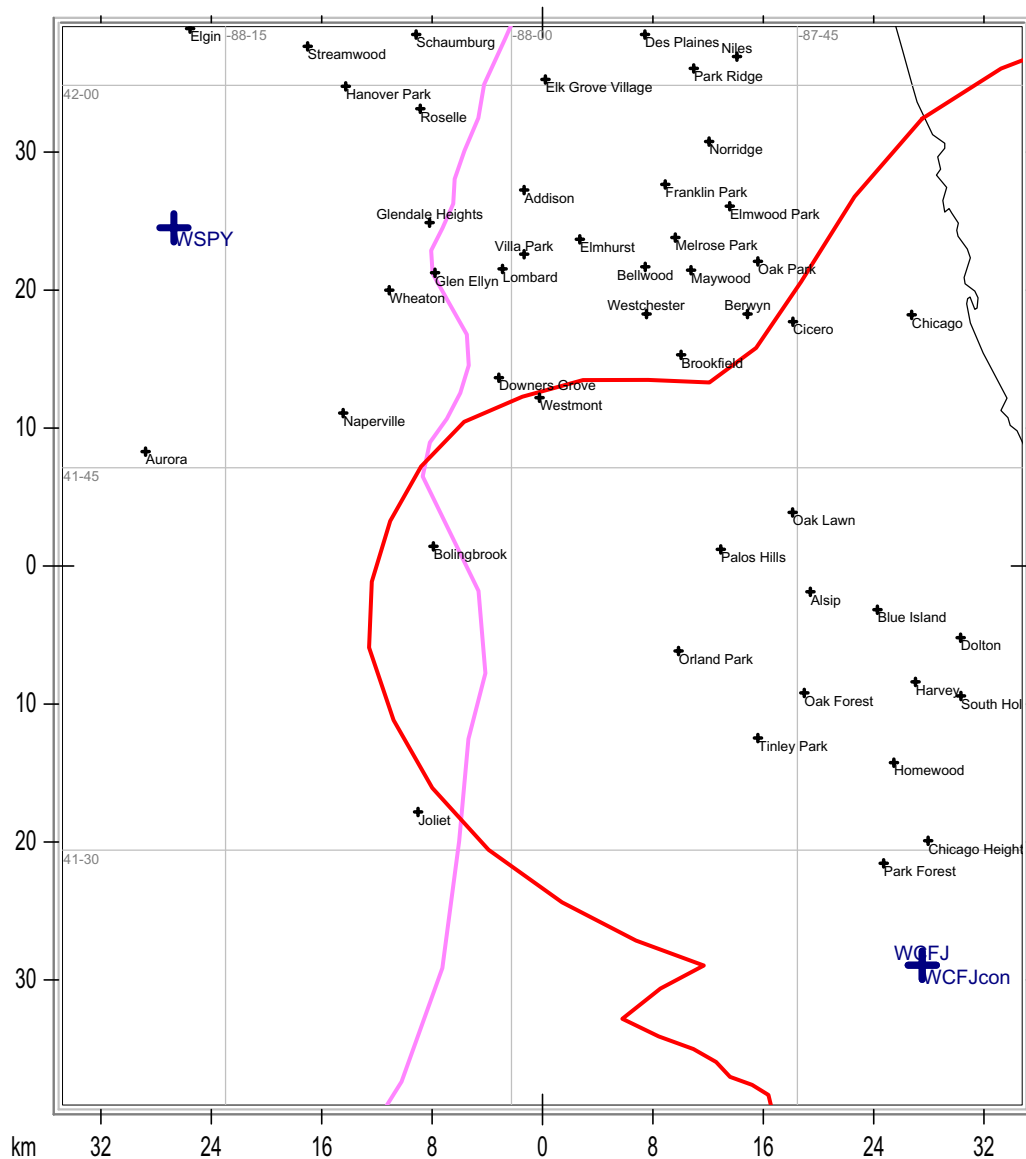 Elgin
-88-15
Schaumburg
-88-00
Des Plaines
-87-45
Streamwood
Niles
Park Ridge
Elk Grove Village
42-00
Hanover Park
Roselle
30
Norridge
Addison
Franklin Park
Elmwood Park
Glendale Heights
WSPY
Villa Park
Elmhurst
Melrose Park
Glen Ellyn
Lombard
Bellwood
Maywood
Oak Park
20
Wheaton
Westchester
Berwyn
Cicero
Chicago
Brookfield
Downers Grove
Westmont
10
Naperville
Aurora
41-45
Oak Lawn
Bolingbrook
Palos Hills
0
Alsip
Blue Island
Dolton
Orland Park
Harvey
10
Oak Forest
South Hol
Tinley Park
Homewood
Joliet
20
41-30
Chicago Height
Park Forest
WCFJ
30
WCFJcon
km 32 24 16 8 0 8 16 24 32